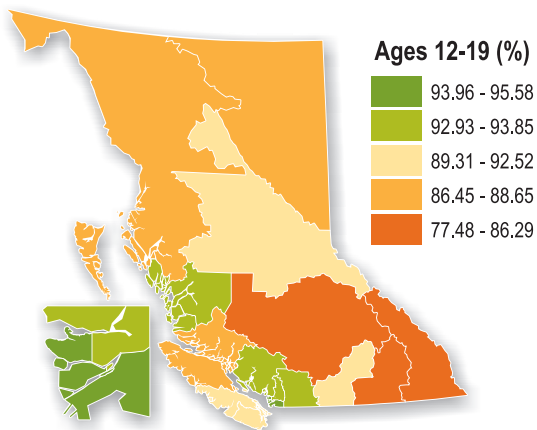 Ages 12-19 (%)
93.96 - 95.58
92.93 - 93.85
89.31 - 92.52
86.45 - 88.65
77.48 - 86.29